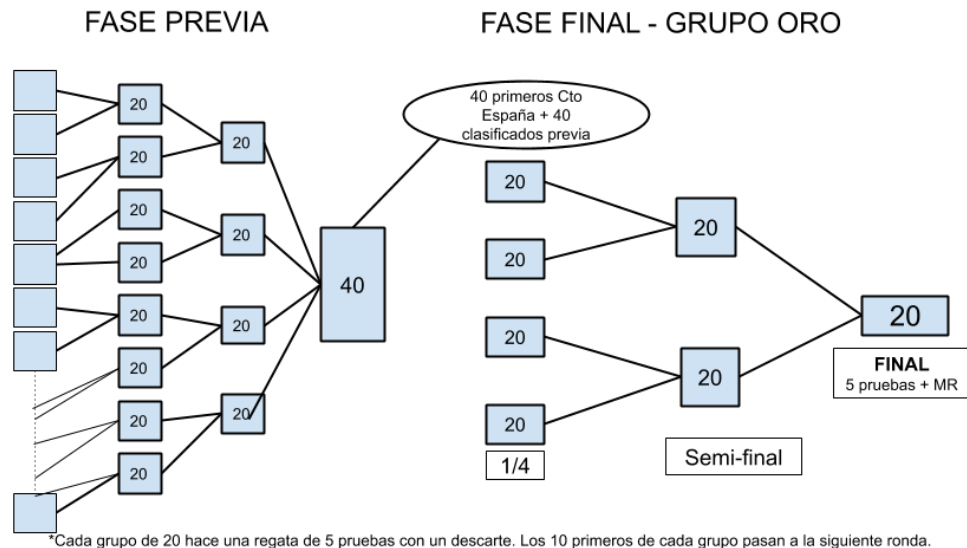 FASE PREVIA
FASE FINAL - GRUPO ORO
20
20
20
20
20
20
20
20
20
20
20
20
40
40 primeros Cto
España + 40
clasificados previa
20
20
20
20
1/4
20
20
Semi-final
20
FINAL
5 pruebas + MR
*Cada grupo de 20 hace una regata de 5 pruebas con un descarte. Los 10 primeros de cada grupo pasan a la siguiente ronda.